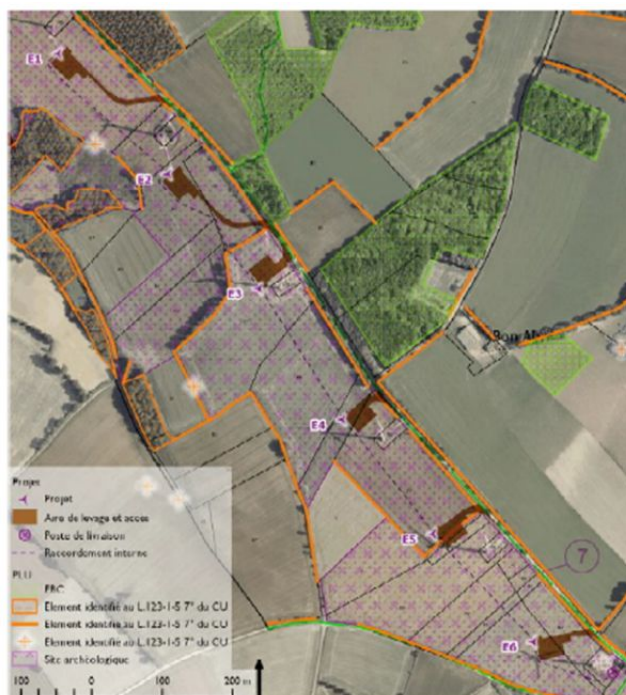 E1
E2
E3
Bon Al
E4
E5
7
E6
Projet
Projet
Aire de levage et accès
Poste de livraison
Raccordement interne
PLU
EBC
Element identifié au L.123-1-5 7° du CU
Element identifié au L.123-1-5 7° du CU
Element identifié au L.123-1-5 7° du CU
Site archéologique
100 0 100 200 m